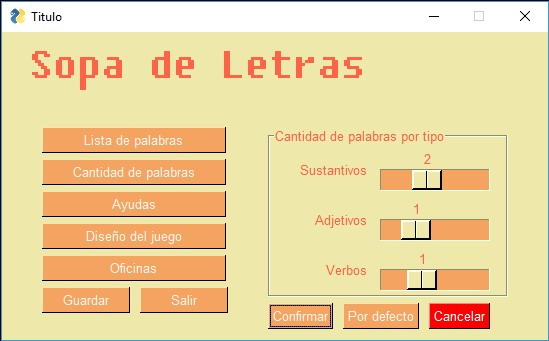 Titulo
Sopa de Letras
Lista de palabras
Cantidad de palabras
Ayudas
Diseño del juego
Oficinas
Guardar Salir
Cantidad de palabras por tipo
2
Sustantivos
1
Adjetivos
1
Verbos
Confirmar Por defecto Cancelar